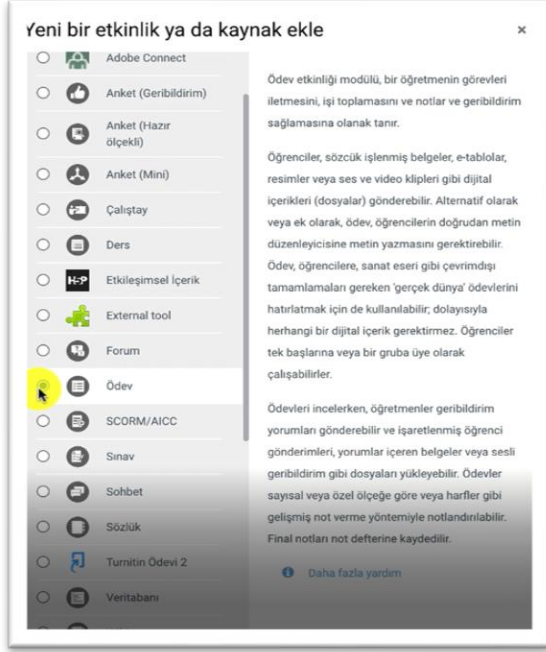 Yeni bir etkinlik ya da kaynak ekle
×
Adobe Connect
Anket (Geribildirim)
Anket (Hazır
ölçekli)
Anket (Mini)
Çalıştay
Ders
H-P Etkileşimsel İçerik
External tool
Forum
Ödev
SCORM/AICC
Sınav
Sohbet
Sözlük
Turnitin Ödevi 2
Veritabanı
Ödev etkinliği modülü, bir öğretmenin görevleri
iletmesini, işi toplamasını ve notlar ve geribildirim
sağlamasına olanak tanır.
Öğrenciler, sözcük işlenmiş belgeler, e-tablolar,
resimler veya ses ve video klipleri gibi dijital
içerikleri (dosyalar) gönderebilir. Alternatif olarak
veya ek olarak, ödev, öğrencilerin doğrudan metin
düzenleyicisine metin yazmasını gerektirebilir.
Ödev, öğrencilere, sanat eseri gibi çevrimdışı
tamamlamaları gereken 'gerçek dünya' ödevlerini
hatırlatmak için de kullanılabilir; dolayısıyla
herhangi bir dijital içerik gerektirmez. Öğrenciler
tek başlarına veya bir gruba üye olarak
çalışabilirler.
Ödevleri incelerken, öğretmenler geribildirim
yorumları gönderebilir ve işaretlenmiş öğrenci
gönderimleri, yorumlar içeren belgeler veya sesli
geribildirim gibi dosyaları yükleyebilir. Ödevler
sayısal veya özel ölçeğe göre veya harfler gibi
gelişmiş not verme yöntemiyle notlandırılabilir.
Final notları not defterine kaydedilir.
Daha fazla yardım